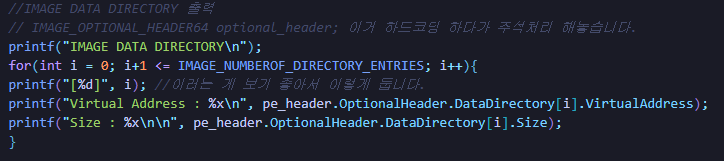 //IMAGE DATA DIRECTORY 출력
// IMAGE_OPTIONAL_HEADER64 optional_header; 이거 하드코딩 하다가 주석처리 해놓습니다.
printf("IMAGE DATA DIRECTORY\n");
for(int i = 0; i+1 <= IMAGE_NUMBEROF_DIRECTORY_ENTRIES; i++){
printf("[%d]", i); //이러는 게 보기 좋아서 이렇게 둡니다.
printf("Virtual Address : %x\n", pe_header.OptionalHeader.DataDirectory[i].VirtualAddress);
printf("Size : %x\n\n", pe_header.OptionalHeader.DataDirectory[i].Size);
}